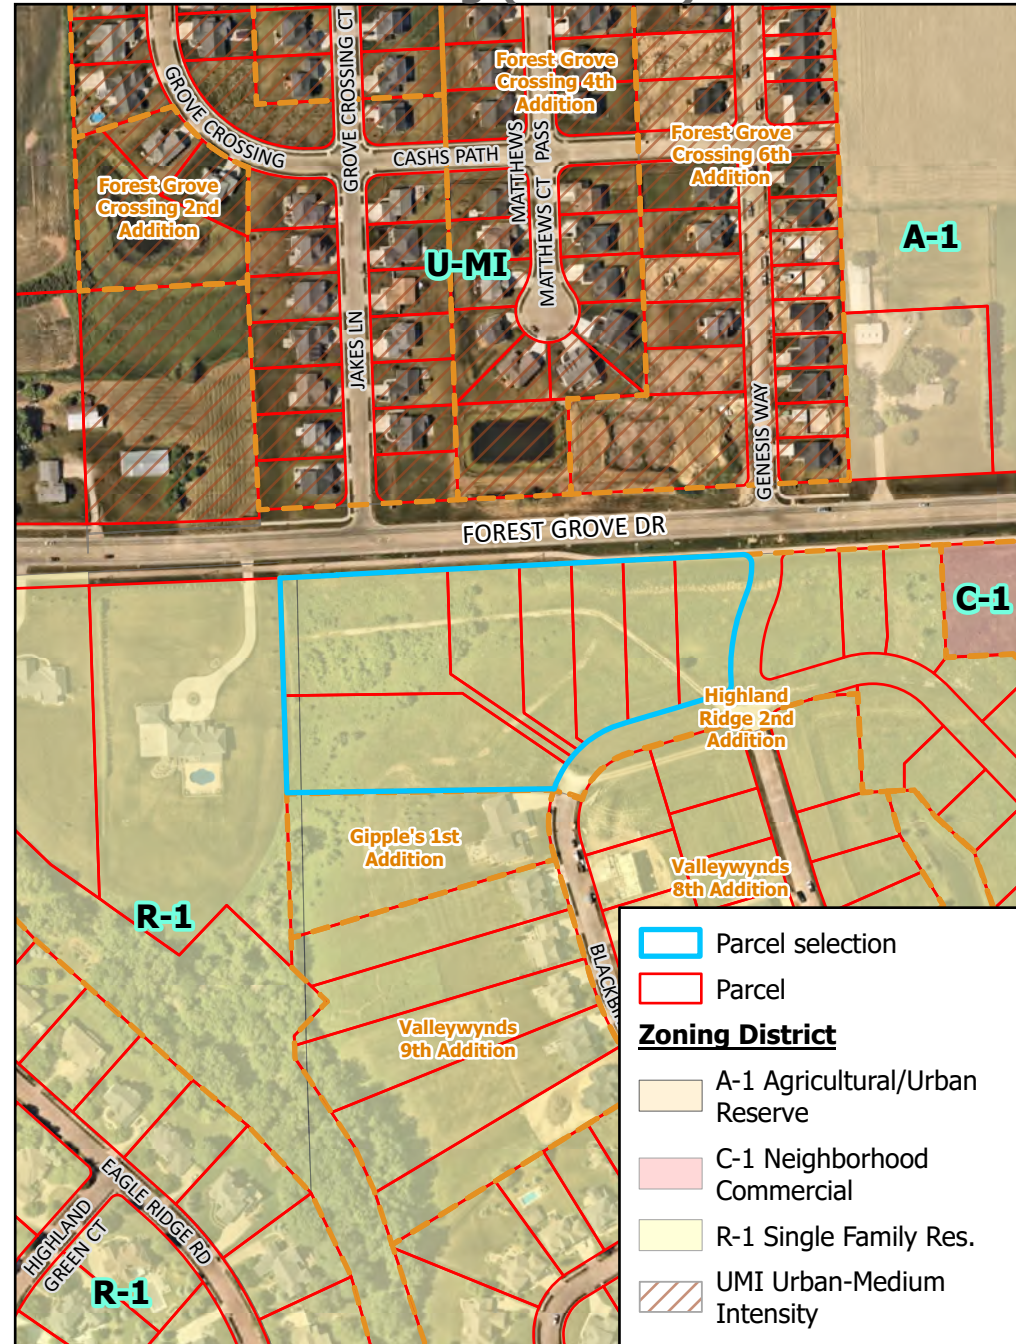 GROVE CROSSING
GROVE CROSSING CT
CASHS PATH
Forest Grove
Crossing 4th
Addition
MATTHEWS
PASS
Forest Grove
Crossing 6th
Addition
Forest Grove
Crossing 2nd
Addition
U-MI
A-1
MATTHEWS CT
JAKES LN
GENESIS WAY
FOREST GROVE DR
C-1
Highland
Ridge 2nd
Addition
Gipple's 1st
Addition
Valleywynds
8th Addition
R-1
Valleywynds
9th Addition
EAGLE RIDGE RD
HIGHLAND
GREEN CT
R-1
Parcel selection
Parcel
Zoning District
A-1 Agricultural/Urban
Reserve
C-1 Neighborhood
Commercial
R-1 Single Family Res.
UMI Urban-Medium
Intensity